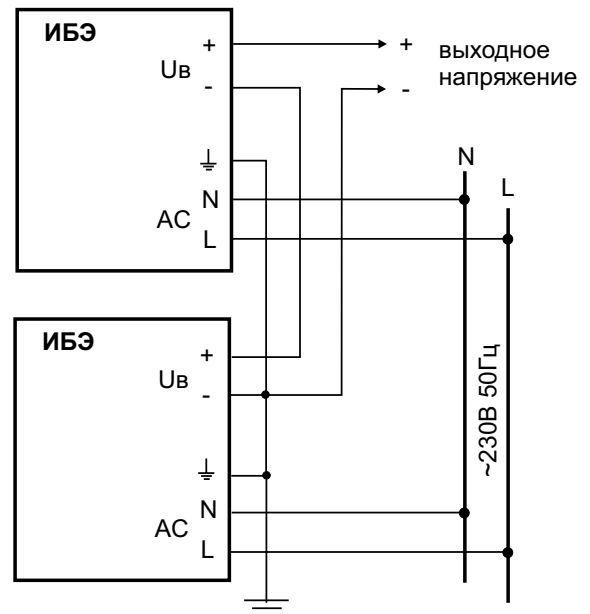 ИБЭ
+
Uв
-
+
-
выходное
напряжение
N
AC
L
N
L
~230В 50Гц
ИБЭ
+
Uв
-
N
AC
L